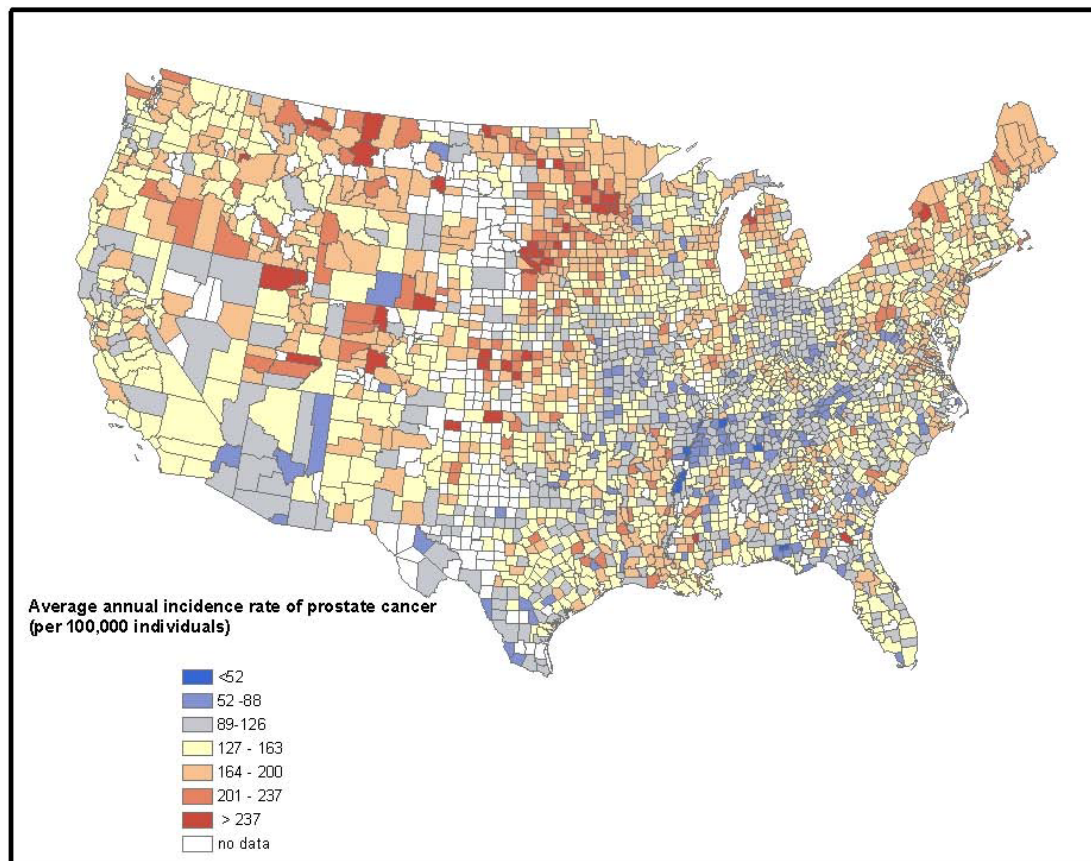 Average annual incidence rate of prostate cancer
(per 100,000 individuals)
<52
52 -88
89-126
127 - 163
164 - 200
201 - 237
> 237
no data